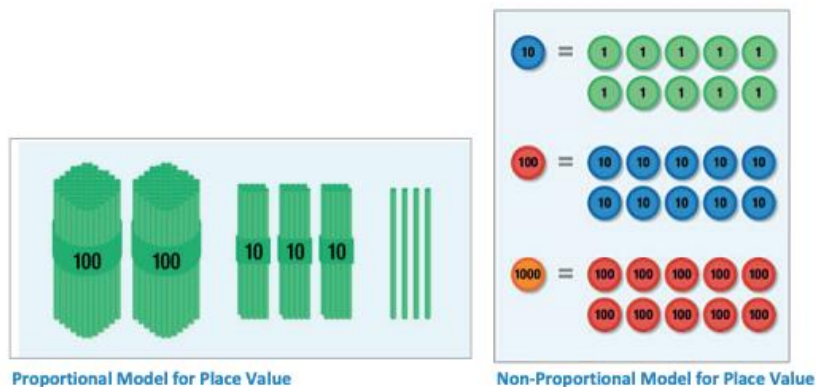 100 100 10 10 10
Proportional Model for Place Value
10 = 1 1 1 1 1
1 1 1 1 1
100 = 10 10 10 10 10
10 10 10 10 10
1000 = 100 100 100 100 100
100 100 100 100 100
Non-Proportional Model for Place Value